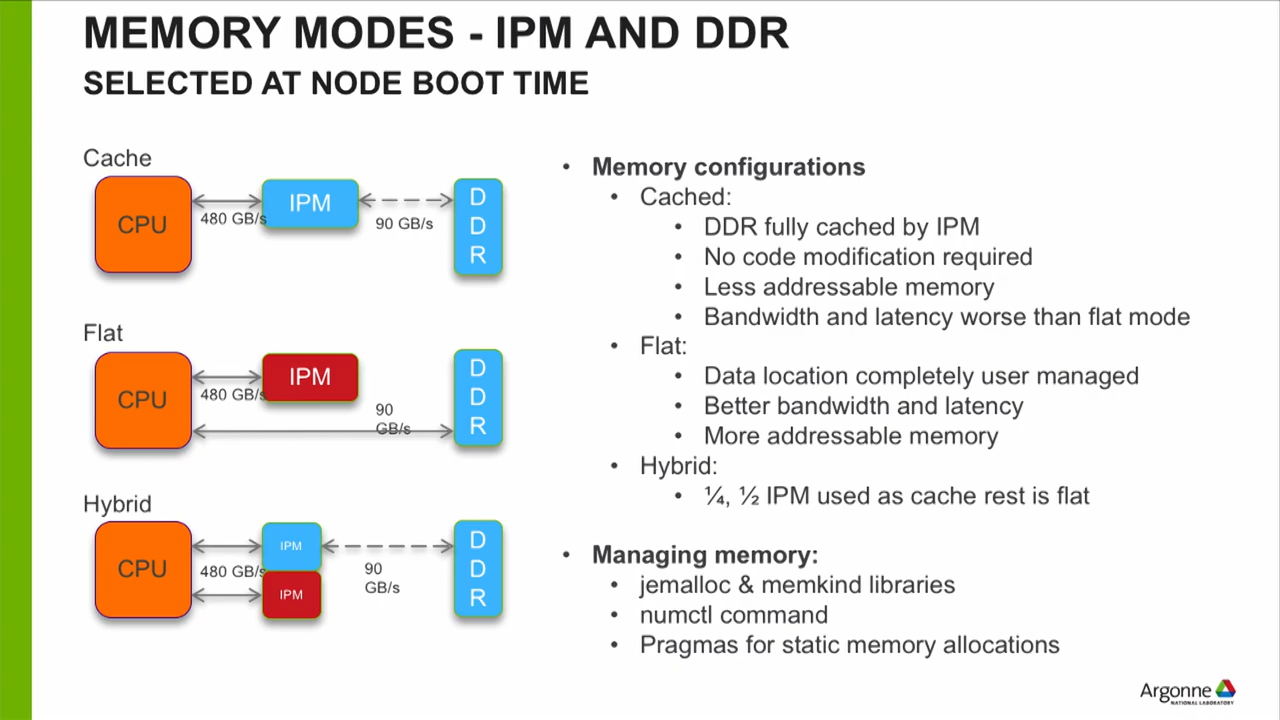 MEMORY MODES - IPM AND DDR
SELECTED AT NODE BOOT TIME
Cache
CPU
480 GB/s
IPM
90 GB/s
D
D
R
Flat
CPU
480 GB/s
IPM
90
GB/s
D
D
R
Hybrid
CPU
480 GB/s
IPM
IPM
90
GB/s
D
D
R
• Memory configurations
• Cached:
• DDR fully cached by IPM
• No code modification required
• Less addressable memory
• Bandwidth and latency worse than flat mode
• Flat:
• Data location completely user managed
• Better bandwidth and latency
• More addressable memory
• Hybrid:
• ¼, ½ IPM used as cache rest is flat
• Managing memory:
• jemalloc & memkind libraries
• numctl command
• Pragmas for static memory allocations
Argonne
NATIONAL LABORATORY